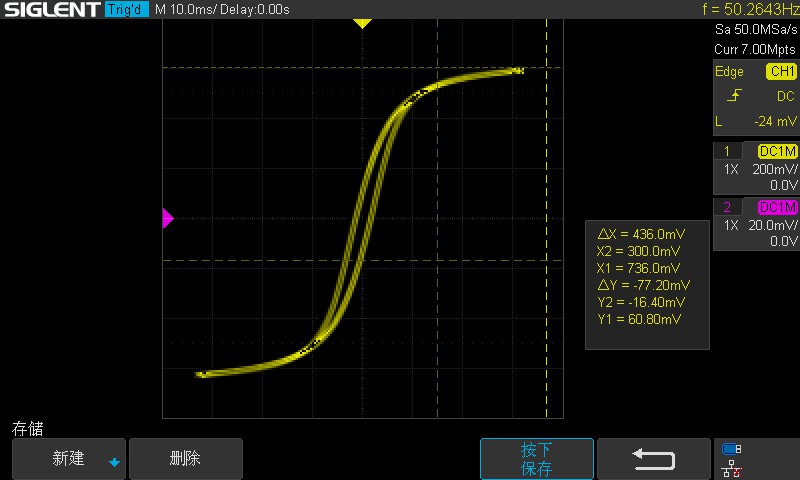 SIGLENT Trig'd M 10.0ms/ Delay:0.00s f = 50.2643Hz
Sa 50.0MSa/s
Curr 7.00Mpts
Edge CH1
DC
L -24 mV
1 DC1M
1X 200mV/
0.0V
2 DC1M
1X 20.0mV/
0.0V
△X = 436.0mV
X2 = 300.0mV
X1 = 736.0mV
△Y = -77.20mV
Y2 = -16.40mV
Y1 = 60.80mV
存储
新建
删除
按下
保存